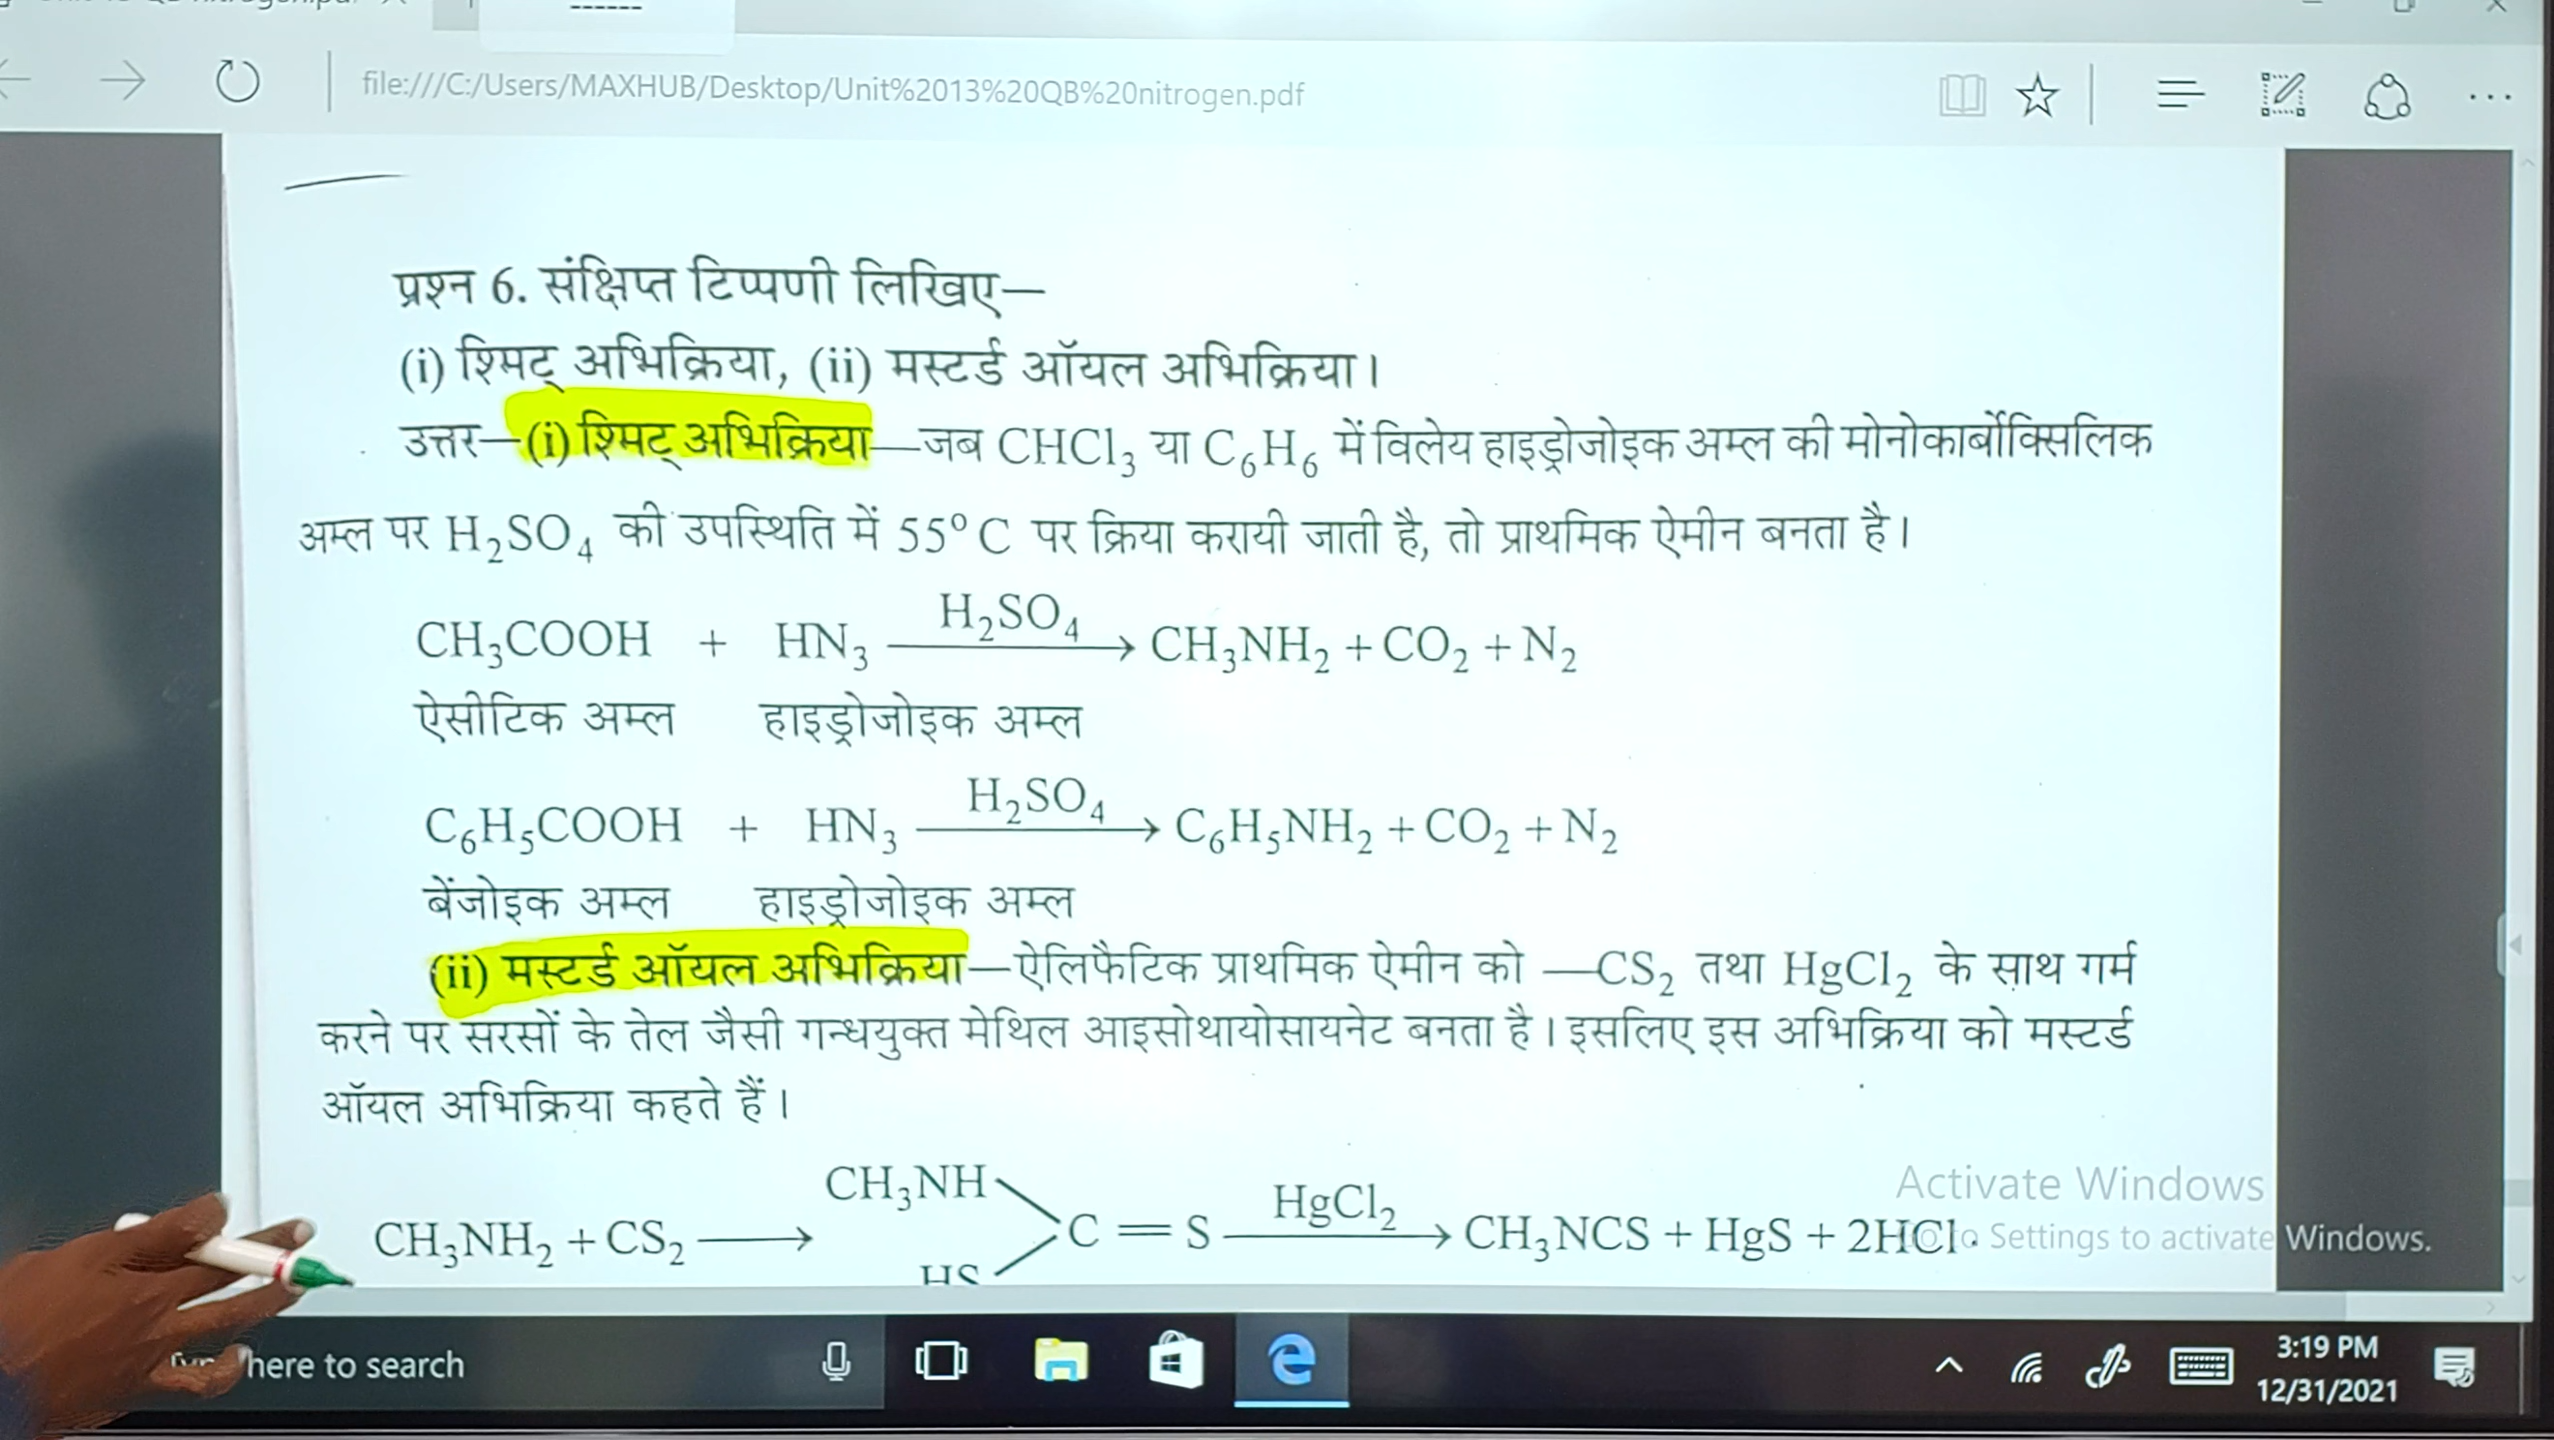 file:///C:/Users/MAXHUB/Desktop/Unit%2013%20QB%20nitrogen.pdf
प्रश्न 6. संक्षिप्त टिप्पणी लिखिए—
(i) श्मिट् अभिक्रिया, (ii) मस्टर्ड ऑयल अभिक्रिया।
उत्तर—(i) श्मिट् अभिक्रिया—जब CHCl₃ या C₆H₆ में विलेय हाइड्रोजोइक अम्ल की मोनोकार्बोक्सिलिक
अम्ल पर H₂SO₄ की उपस्थिति में 55°C पर क्रिया करायी जाती है, तो प्राथमिक ऐमीन बनता है।
H₂SO₄
CH₃COOH + HN₃ ⟶ CH₃NH₂ + CO₂ + N₂
ऐसीटिक अम्ल हाइड्रोजोइक अम्ल
H₂SO₄
C₆H₅COOH + HN₃ ⟶ C₆H₅NH₂ + CO₂ + N₂
बेंजोइक अम्ल हाइड्रोजोइक अम्ल
(ii) मस्टर्ड ऑयल अभिक्रिया—ऐलिफैटिक प्राथमिक ऐमीन को —CS₂ तथा HgCl₂ के साथ गर्म
करने पर सरसों के तेल जैसी गन्धयुक्त मेथिल आइसोथायोसायनेट बनता है। इसलिए इस अभिक्रिया को मस्टर्ड
ऑयल अभिक्रिया कहते हैं।
CH₃NH HgCl₂
CH₃NH₂ + CS₂ ⟶ C = S ⟶ CH₃NCS + HgS + 2HCl
HS
Activate Windows
to Settings to activate Windows.
here to search
3:19 PM
12/31/2021